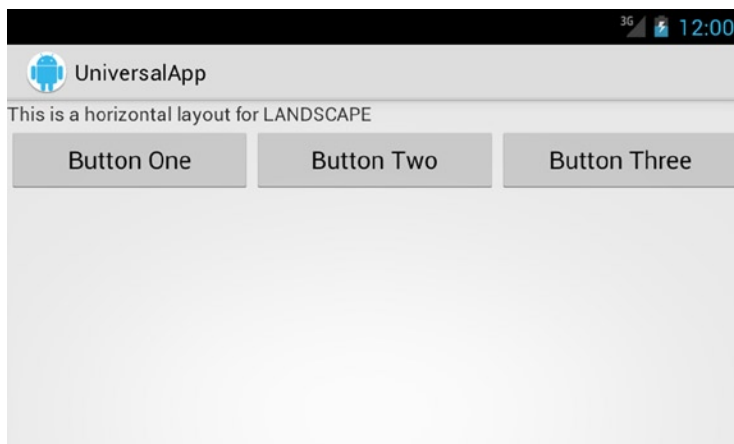 3G 12:00
UniversalApp
This is a horizontal layout for LANDSCAPE
Button One Button Two Button Three